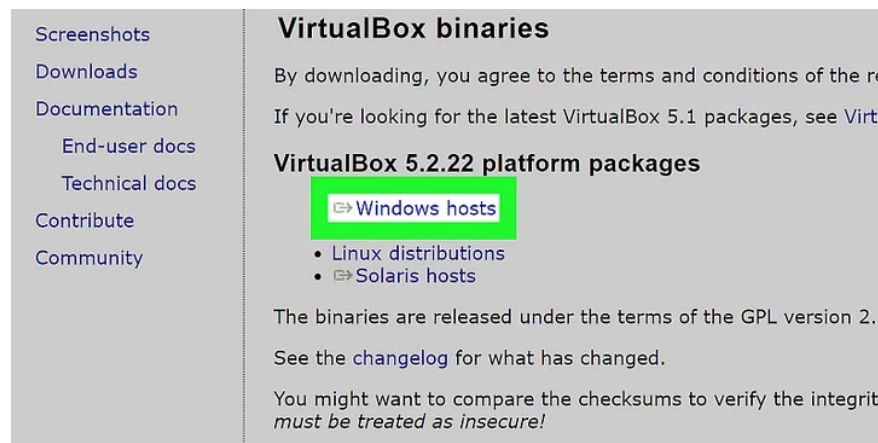 Screenshots
Downloads
Documentation
End-user docs
Technical docs
Contribute
Community
VirtualBox binaries
By downloading, you agree to the terms and conditions of the
If you're looking for the latest VirtualBox 5.1 packages, see
VirtualBox 5.2.22 platform packages
Windows hosts
Linux distributions
Solaris hosts
The binaries are released under the terms of the GPL version 2.
See the changelog for what has changed.
You might want to compare the checksums to verify the
must be treated as insecure!